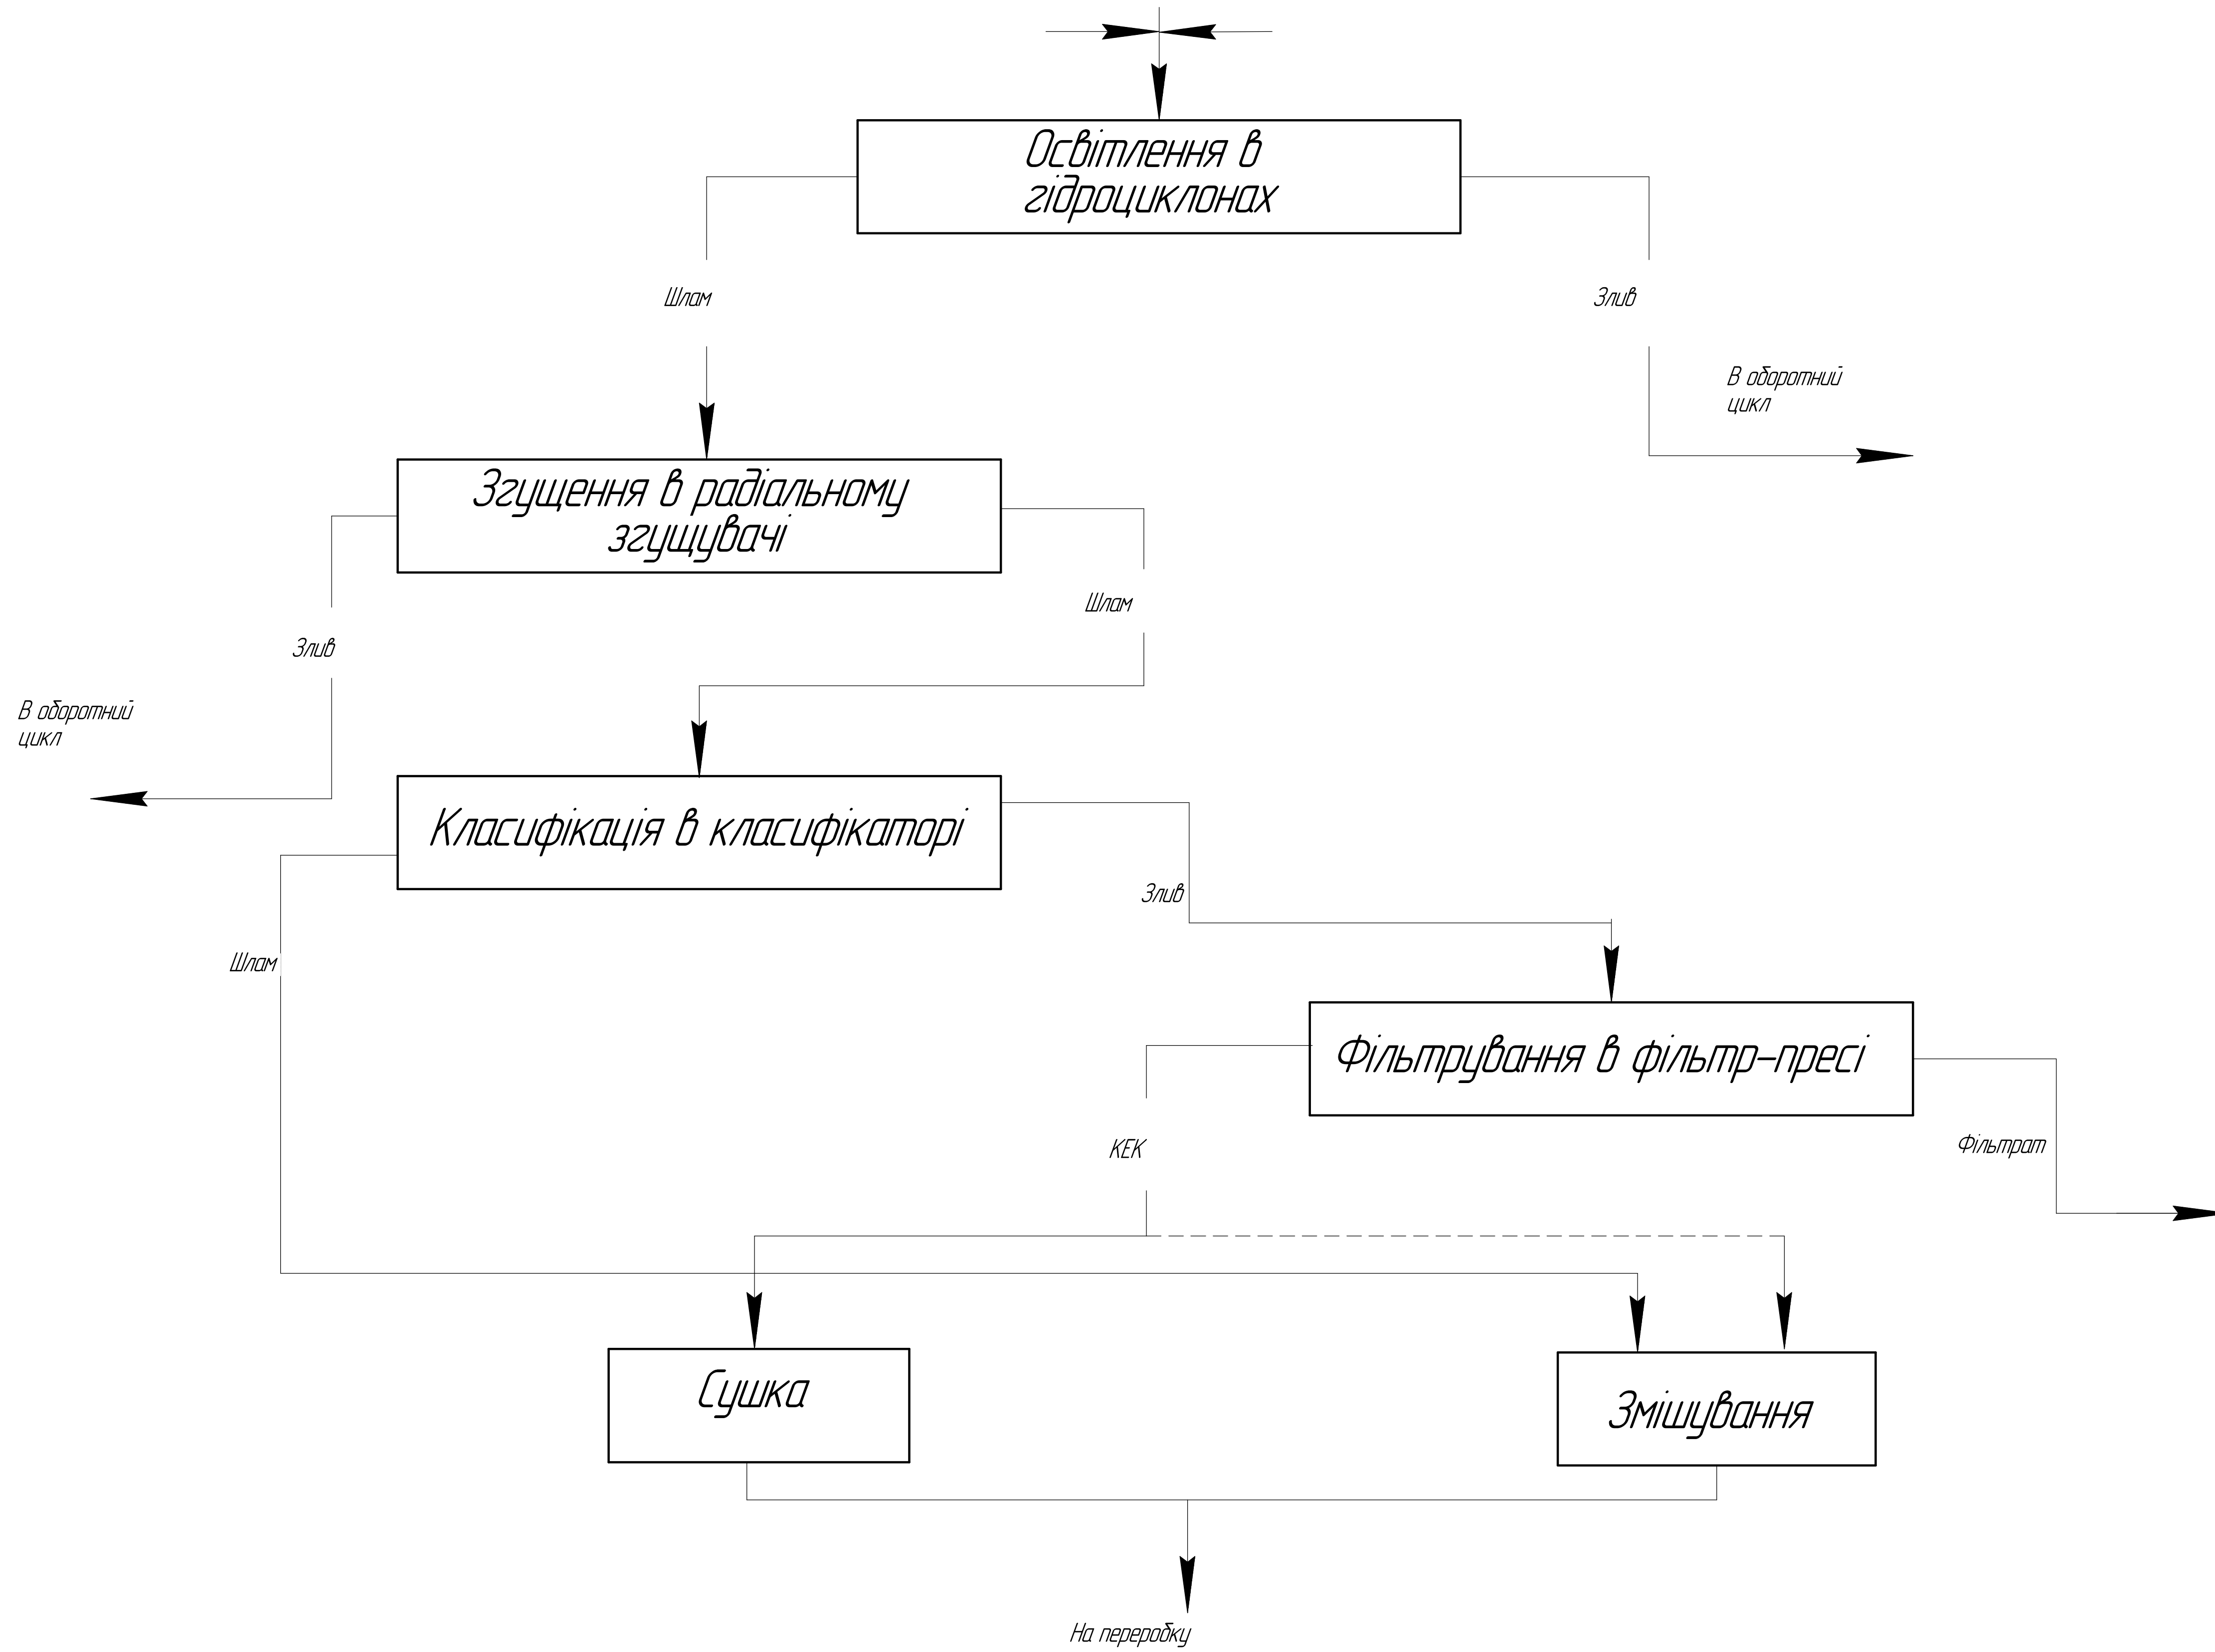 Освітлення в
гідроциклонах
Шлам
Злив
В оборотний
цикл
Згущення в радіальному
згущувачі
Шлам
Злив
В оборотний
цикл
Класифікація в класифікаторі
Злив
Шлам
Фільтрування в фільтр-пресі
КЕК
Фільтрат
Сушка
Змішування
На переробку